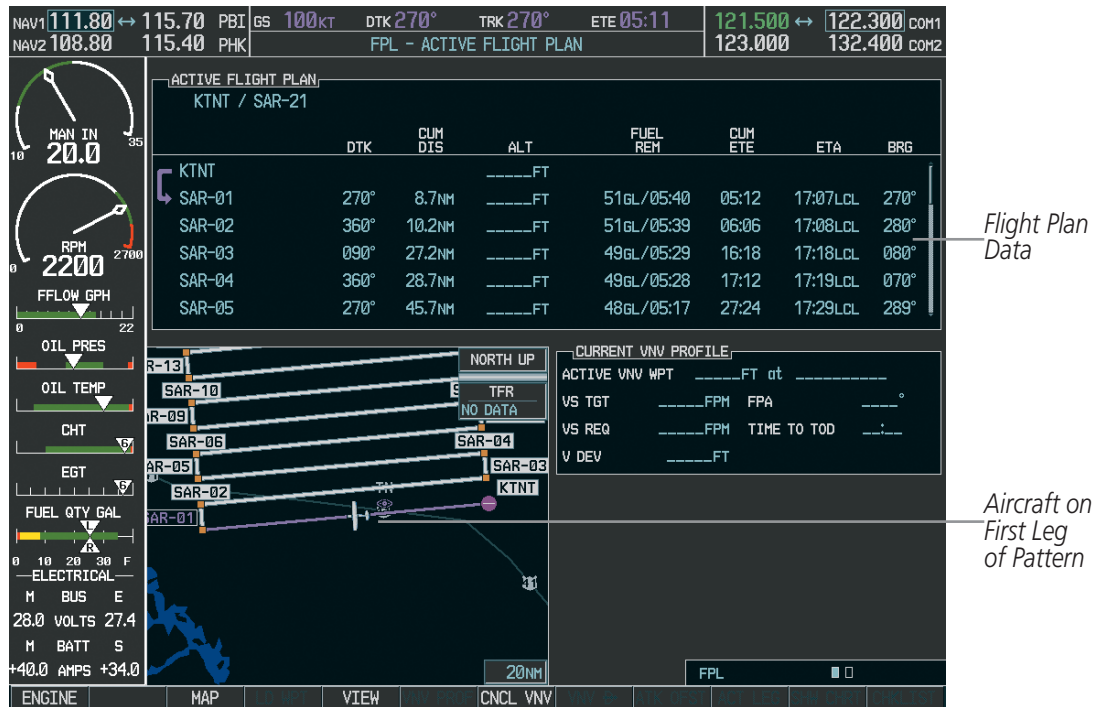 NAV1 111.80 ↔ 115.70 PBI GS 100KT DTK 270° TRK 270° ETE 05:11 121.500 ↔ 122.300 COM1
NAV2 108.80 115.40 PHK FPL - ACTIVE FLIGHT PLAN 123.000 132.400 COM2
MAN IN
10 20.0 35
RPM
0 2200 2700
FFLOW GPH
0 22
OIL PRES
OIL TEMP
CHT
6
EGT
6
FUEL QTY GAL
L
R
0 10 20 30 F
ELECTRICAL
M BUS E
28.0 VOLTS 27.4
M BATT S
+40.0 AMPS +34.0
ACTIVE FLIGHT PLAN
KTNT / SAR-21
DTK CUM DIS ALT FUEL REM CUM ETE ETA BRG
KTNT _____FT
SAR-01 270° 8.7NM _____FT 51GL/05:40 05:12 17:07LCL 270°
SAR-02 360° 10.2NM _____FT 51GL/05:39 06:06 17:08LCL 280°
SAR-03 090° 27.2NM _____FT 49GL/05:29 16:18 17:18LCL 080°
SAR-04 360° 28.7NM _____FT 49GL/05:28 17:12 17:19LCL 070°
SAR-05 270° 45.7NM _____FT 48GL/05:17 27:24 17:29LCL 289°
Flight Plan
Data
NORTH UP
TFR
NO DATA
R-13
SAR-10
S
R-09
SAR-06
SAR-04
AR-05
SAR-03
SAR-02
KTNT
TN
SAR-01
20NM
CURRENT VNV PROFILE
ACTIVE VNV WPT _____FT at __________
VS TGT _____FPM FPA ____°
VS REQ _____FPM TIME TO TOD __:__
V DEV _____FT
Aircraft on
First Leg
of Pattern
FPL
ENGINE MAP VIEW CNCL VNV